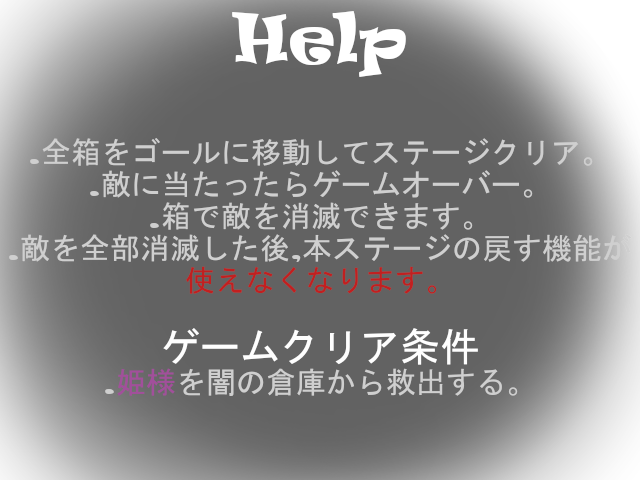 Help
.全箱をゴールに移動してステージクリア。
.敵に当たったらゲームオーバー。
.箱で敵を消滅できます。
.敵を全部消滅した後,本ステージの戻す機能が
使えなくなります。
ゲームクリア条件
.姫様を闇の倉庫から救出する。